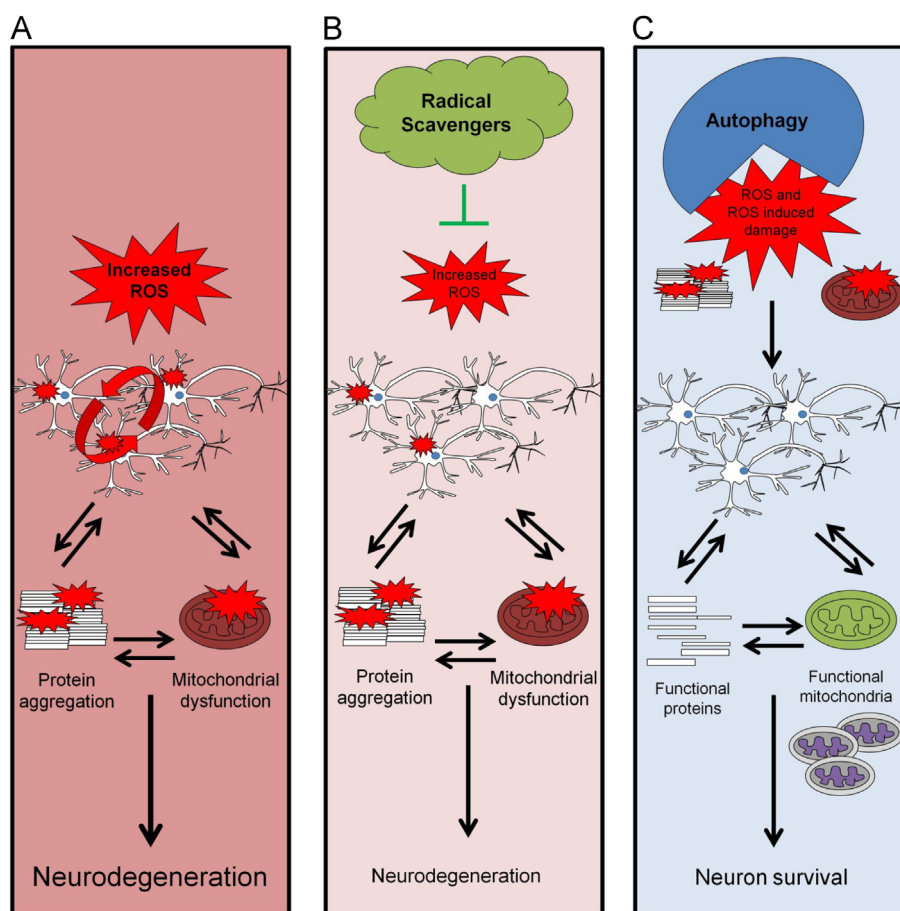 A
Increased
ROS
Protein
aggregation
Mitochondrial
dysfunction
Neurodegeneration
B
Radical
Scavengers
Increased
ROS
Protein
aggregation
Mitochondrial
dysfunction
Neurodegeneration
C
Autophagy
ROS and
ROS induced
damage
Functional
proteins
Functional
mitochondria
Neuron survival